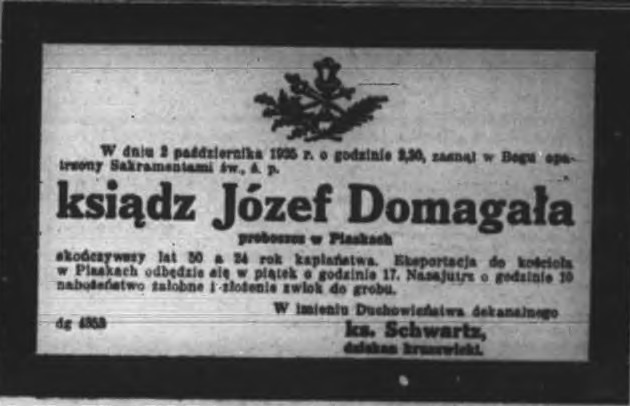 W dniu 2 października 1935 r. o godzinie 2,30, zasnął w Bogu opa-
trzony Sakramentami św., ś. p.
ksiądz Józef Domagała
proboszcz w Piaskach
skończywszy lat 50 a 24 rok kapłaństwa. Eksportacja do kościoła
w Piaskach odbędzie się w piątek o godzinie 17. Nazajutrz o godzinie 10
nabożeństwo żałobne i złożenie zwłok do grobu.
W imieniu Duchowieństwa dekanalnego
dg
ks. Schwartz,
dziekan kruszwicki.